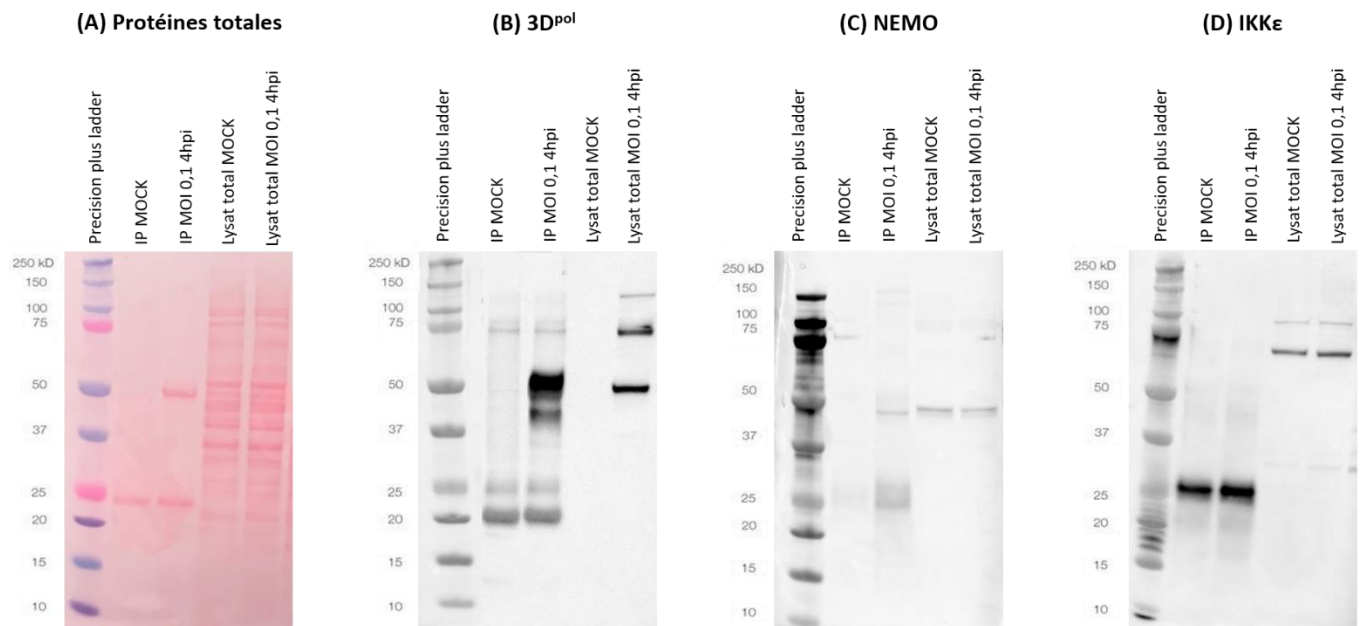 (A) Protéines totales
Precision plus ladder
IP MOCK
IP MOI 0,1 4hpi
Lysat total MOCK
Lysat total MOI 0,1 4hpi
250 kD
150
100
75
50
37
25
20
15
10
(B) 3Dpol
Precision plus ladder
IP MOCK
IP MOI 0,1 4hpi
Lysat total MOCK
Lysat total MOI 0,1 4hpi
250 kD
150
100
75
50
37
25
20
15
10
(C) NEMO
Precision plus ladder
IP MOCK
IP MOI 0,1 4hpi
Lysat total MOCK
Lysat total MOI 0,1 4hpi
250 kD
150
100
75
50
37
25
20
15
10
(D) IKKε
Precision plus ladder
IP MOCK
IP MOI 0,1 4hpi
Lysat total MOCK
Lysat total MOI 0,1 4hpi
250 kD
150
100
75
50
37
25
20
15
10